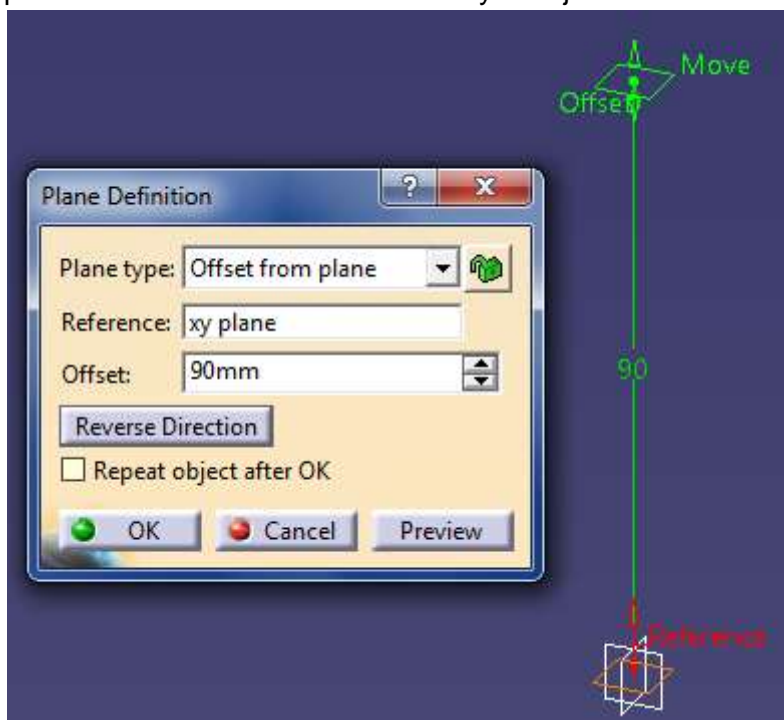 Move
Offset
Plane Definition
?
Plane type: Offset from plane
Reference: xy plane
Offset: 90mm
90
Reverse Direction
Repeat object after OK
OK Cancel Preview
Reference